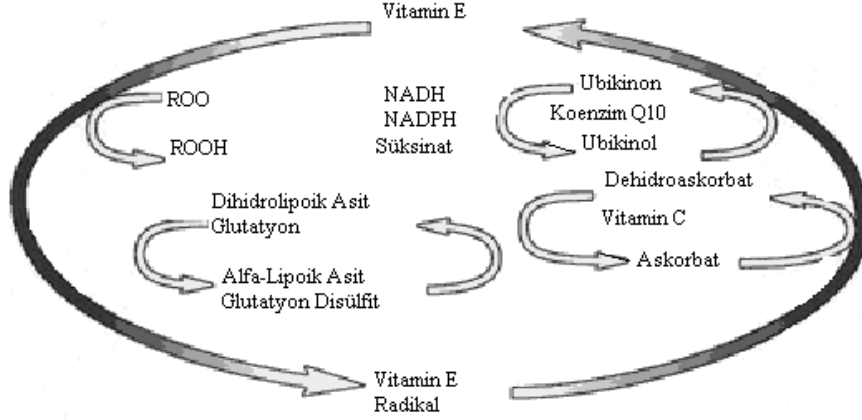 Vitamin E
ROO
ROOH
NADH
NADPH
Süksinat
Ubikinon
Koenzim Q10
Ubikinol
Dehidroaskorbat
Vitamin C
Askorbat
Dihidrolipoik Asit
Glutatyon
Alfa-Lipoik Asit
Glutatyon Disülfit
Vitamin E
Radikal